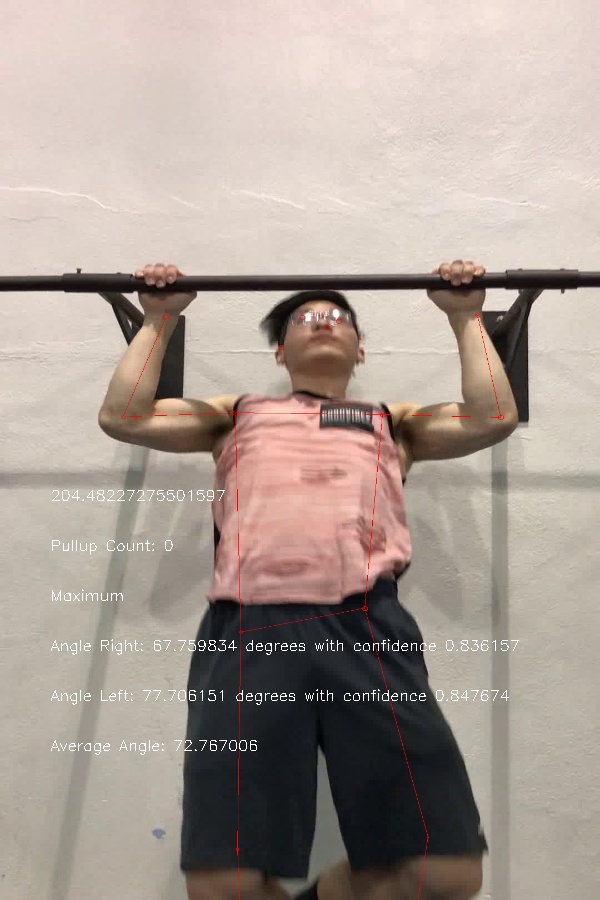 204.48227275501597
Pullup Count: 0
Maximum
Angle Right: 67.759834 degrees with confidence 0.836157
Angle Left: 77.706151 degrees with confidence 0.847674
Average Angle: 72.767006